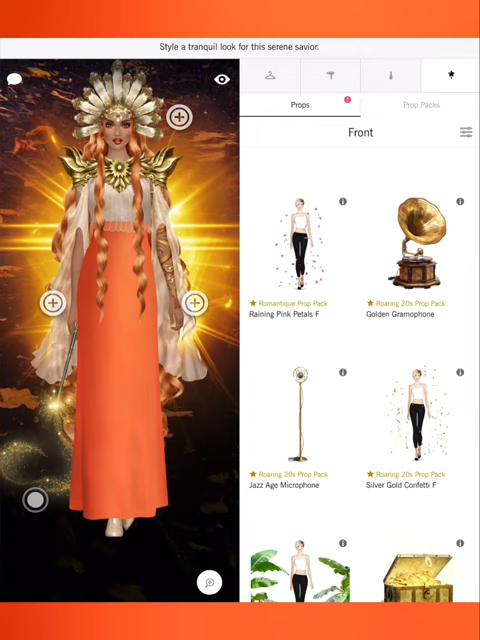 Style a tranquil look for this serene savior.
Props
!
Prop Packs
Front
Romantique Prop Pack
Raining Pink Petals F
Roaring 20s Prop Pack
Golden Gramophone
Roaring 20s Prop Pack
Jazz Age Microphone
Roaring 20s Prop Pack
Silver Gold Confetti F